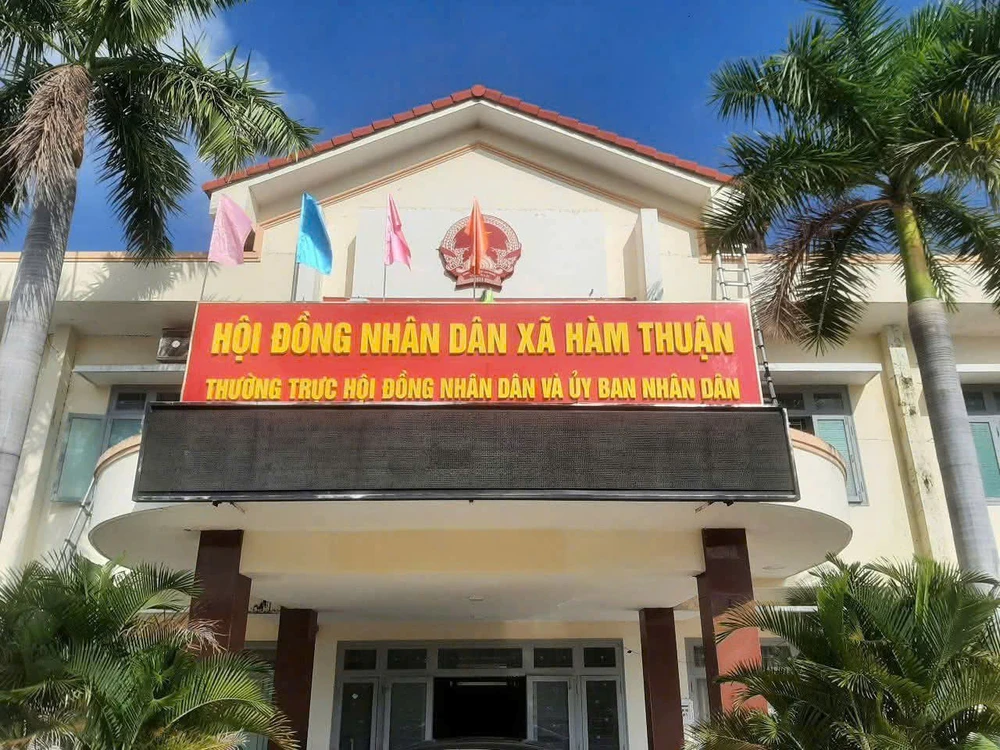 HỘI ĐỒNG NHÂN DÂN XÃ HÀM THUẬN
THƯỜNG TRỰC HỘI ĐỒNG NHÂN DÂN VÀ ỦY BAN NHÂN DÂN